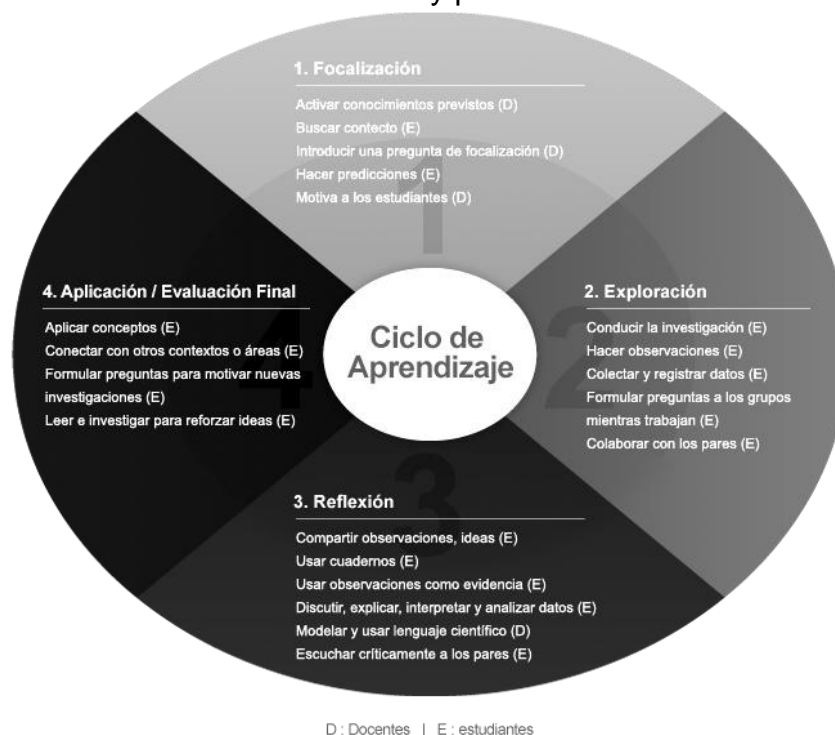 y p
1. Focalización
Activar conocimientos previstos (D)
Buscar contecto (E)
Introducir una pregunta de focalización (D)
Hacer predicciones (E)
Motiva a los estudiantes (D)
1
2. Exploración
Conducir la investigación (E)
Hacer observaciones (E)
Colectar y registrar datos (E)
Formular preguntas a los grupos
mientras trabajan (E)
Colaborar con los pares (E)
2
Ciclo de
Aprendizaje
3. Reflexión
Compartir observaciones, ideas (E)
Usar cuadernos (E)
Usar observaciones como evidencia (E)
Discutir, explicar, interpretar y analizar datos (E)
Modelar y usar lenguaje científico (D)
Escuchar críticamente a los pares (E)
3
4. Aplicación / Evaluación Final
Aplicar conceptos (E)
Conectar con otros contextos o áreas (E)
Formular preguntas para motivar nuevas
investigaciones (E)
Leer e investigar para reforzar ideas (E)
4
D : Docentes | E : estudiantes